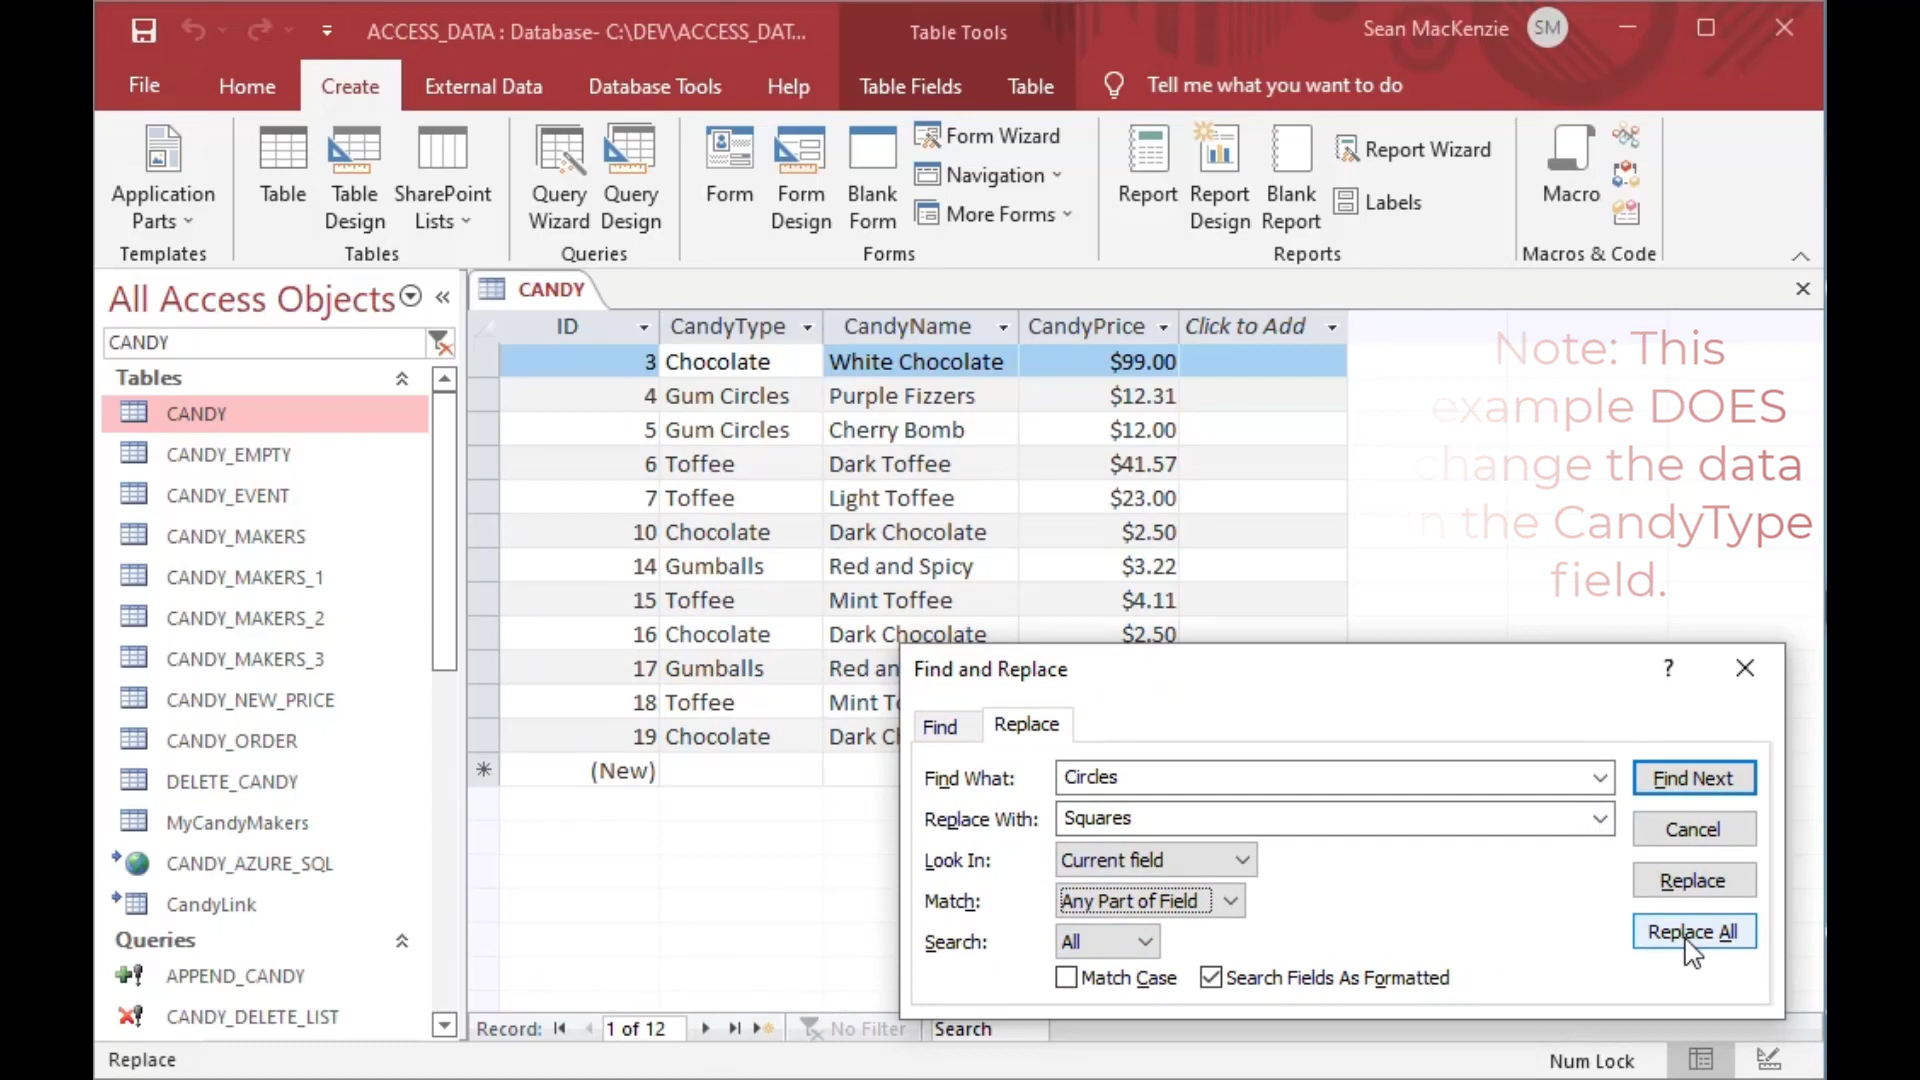 ACCESS_DATA : Database- C:\DEV\ACCESS_DAT...
Table Tools
Sean MacKenzie
SM
File
Home
Create
External Data
Database Tools
Help
Table Fields
Table
Tell me what you want to do
Application
Parts
Templates
Table
Table
Design
SharePoint
Lists
Tables
Query
Wizard
Query
Design
Queries
Form
Form
Design
Blank
Form
Form Wizard
Navigation
More Forms
Forms
Report
Report
Design
Blank
Report
Report Wizard
Labels
Reports
Macro
Macros & Code
All Access Objects
CANDY
Tables
CANDY
CANDY_EMPTY
CANDY_EVENT
CANDY_MAKERS
CANDY_MAKERS_1
CANDY_MAKERS_2
CANDY_MAKERS_3
CANDY_NEW_PRICE
CANDY_ORDER
DELETE_CANDY
MyCandyMakers
CANDY_AZURE_SQL
CandyLink
Queries
APPEND_CANDY
CANDY_DELETE_LIST
CANDY
ID CandyType CandyName CandyPrice Click to Add
3 Chocolate White Chocolate $99.00
4 Gum Circles Purple Fizzers $12.31
5 Gum Circles Cherry Bomb $12.00
6 Toffee Dark Toffee $41.57
7 Toffee Light Toffee $23.00
10 Chocolate Dark Chocolate $2.50
14 Gumballs Red and Spicy $3.22
15 Toffee Mint Toffee $4.11
16 Chocolate Dark Chocolate $2.50
17 Gumballs Red an
18 Toffee Mint T
19 Chocolate Dark C
(New)
Note: This
example DOES
change the data
in the CandyType
field.
Find and Replace
?
Find
Replace
Find What: Circles
Find Next
Replace With: Squares
Cancel
Look In: Current field
Replace
Match: Any Part of Field
Replace All
Search: All
Match Case Search Fields As Formatted
Record: 1 of 12 No Filter Search
Replace
Num Lock